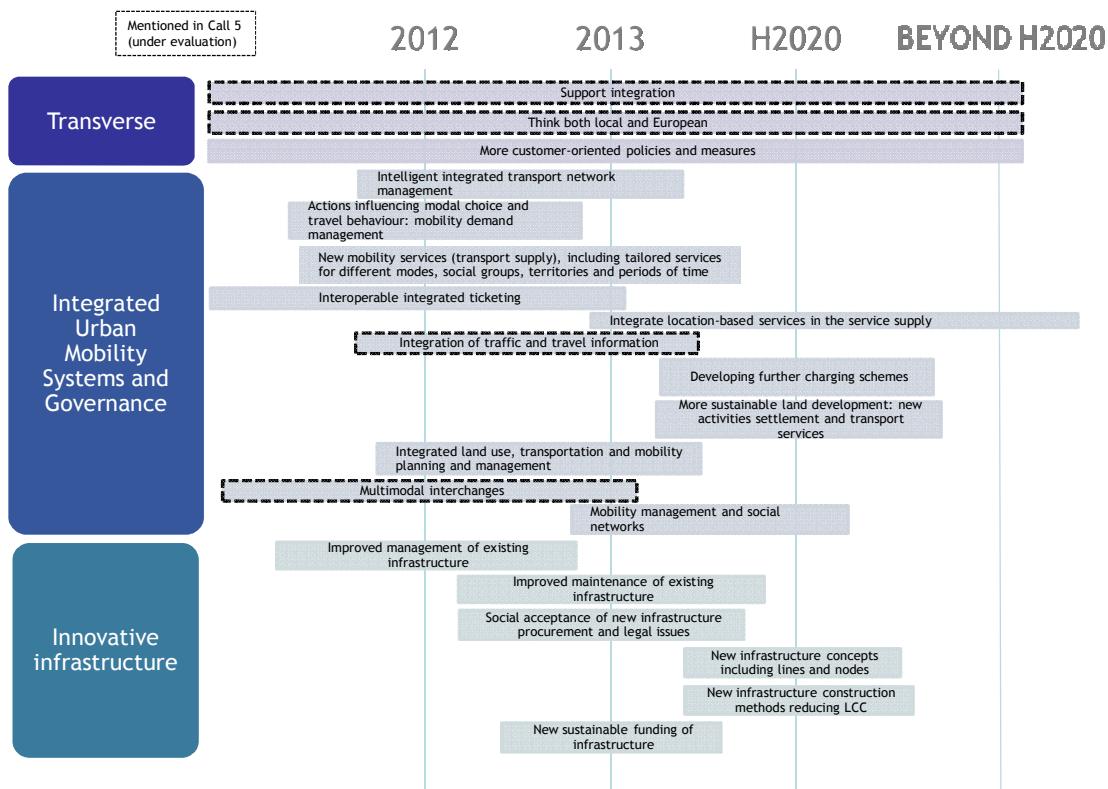 Mentioned in Call 5
(under evaluation)
2012
2013
H2020
BEYOND H2020
Transverse
Support integration
Think both local and European
More customer-oriented policies and measures
Integrated
Urban
Mobility
Systems and
Governance
Intelligent integrated transport network
management
Actions influencing modal choice and
travel behaviour: mobility demand
management
New mobility services (transport supply), including tailored services
for different modes, social groups, territories and periods of time
Interoperable integrated ticketing
Integrate location-based services in the service supply
Integration of traffic and travel information
Developing further charging schemes
More sustainable land development: new
activities settlement and transport
services
Integrated land use, transportation and mobility
planning and management
Multimodal interchanges
Mobility management and social
networks
Innovative
infrastructure
Improved management of existing
infrastructure
Improved maintenance of existing
infrastructure
Social acceptance of new infrastructure
procurement and legal issues
New infrastructure concepts
including lines and nodes
New infrastructure construction
methods reducing LCC
New sustainable funding of
infrastructure